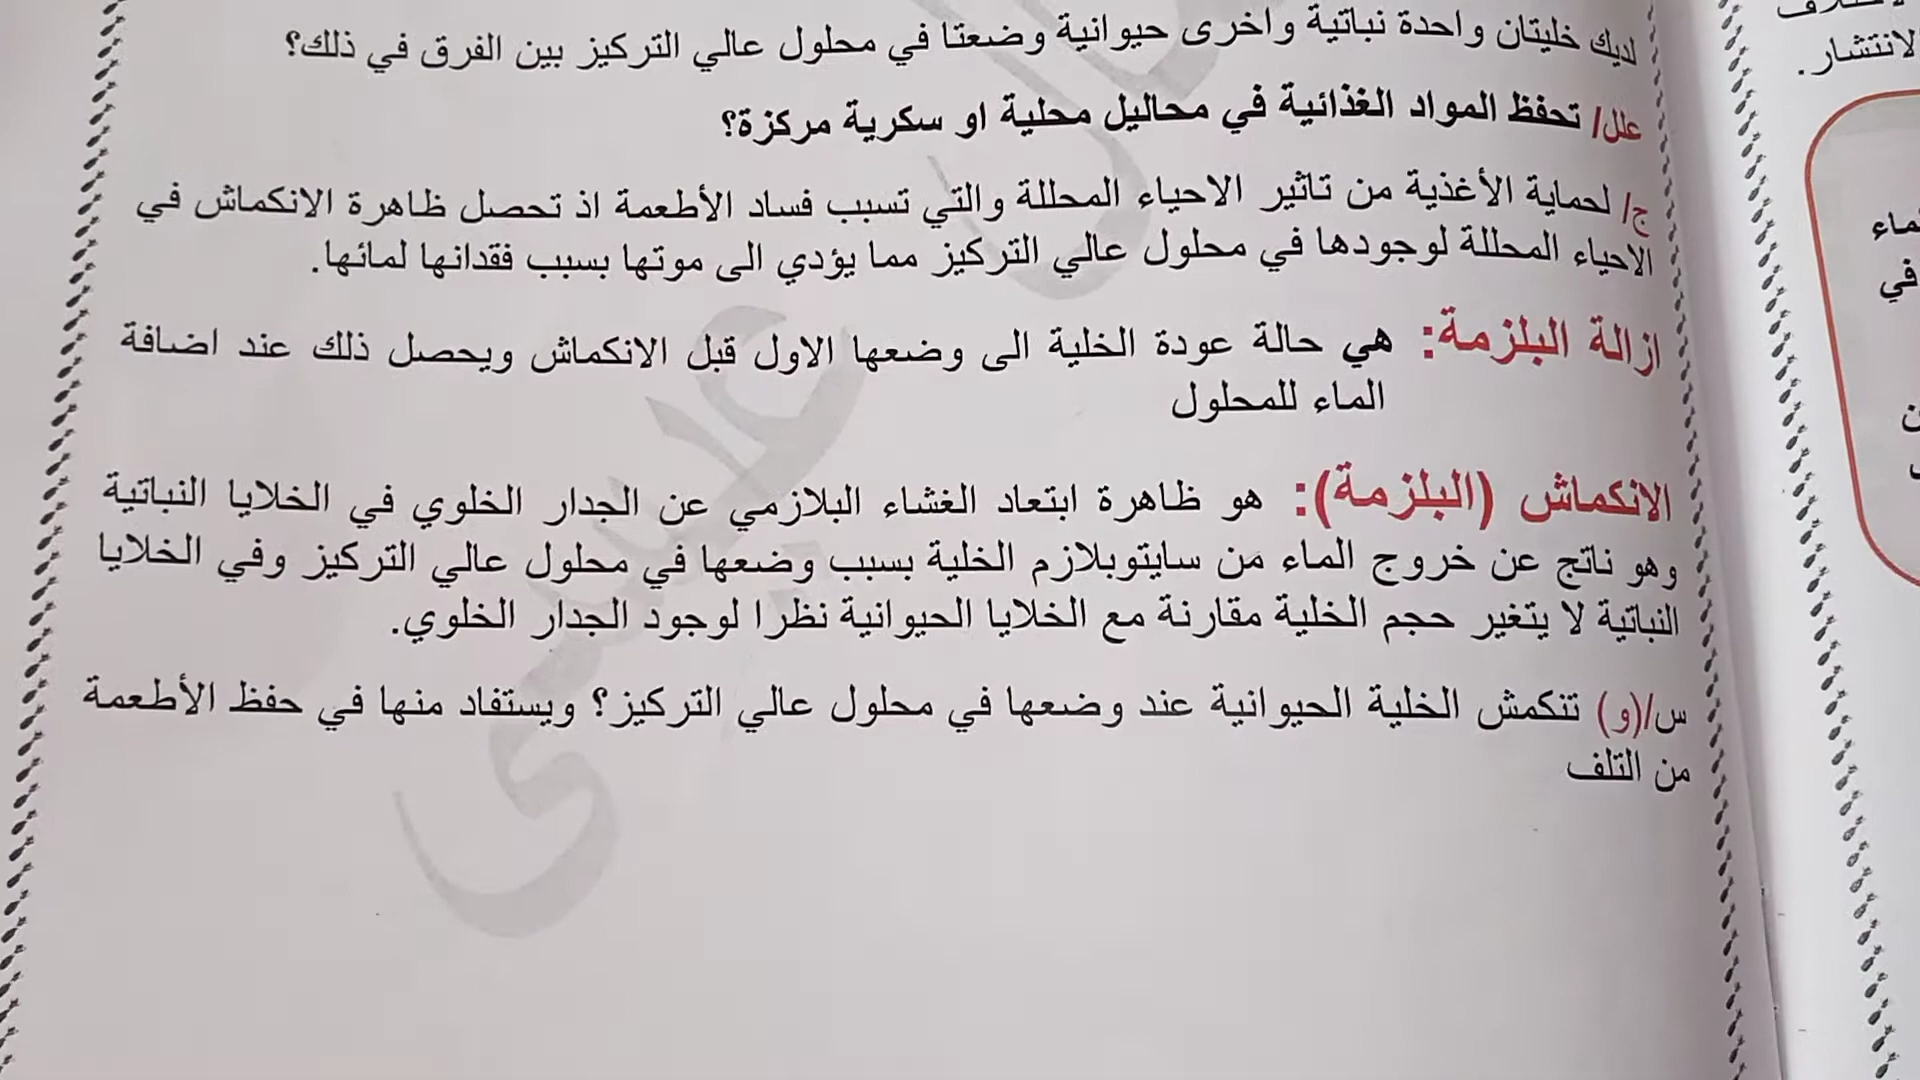 لديك خليتان واحدة نباتية واخرى حيوانية وضعتا في محلول عالي التركيز بين الفرق في ذلك؟
علل/ تحفظ المواد الغذائية في محاليل محلية او سكرية مركزة؟
ج/ لحماية الأغذية من تاثير الاحياء المحللة والتي تسبب فساد الأطعمة اذ تحصل ظاهرة الانكماش في
الاحياء المحللة لوجودها في محلول عالي التركيز مما يؤدي الى موتها بسبب فقدانها لمائها.
ازالة البلزمة: هي حالة عودة الخلية الى وضعها الاول قبل الانكماش ويحصل ذلك عند اضافة
الماء للمحلول
الانكماش (البلزمة): هو ظاهرة ابتعاد الغشاء البلازمي عن الجدار الخلوي في الخلايا النباتية
وهو ناتج عن خروج الماء من سايتوبلازم الخلية بسبب وضعها في محلول عالي التركيز وفي الخلايا
النباتية لا يتغير حجم الخلية مقارنة مع الخلايا الحيوانية نظرا لوجود الجدار الخلوي.
س/(و) تنكمش الخلية الحيوانية عند وضعها في محلول عالي التركيز؟ ويستفاد منها في حفظ الأطعمة
من التلف
عيسى
الانتشار.
في